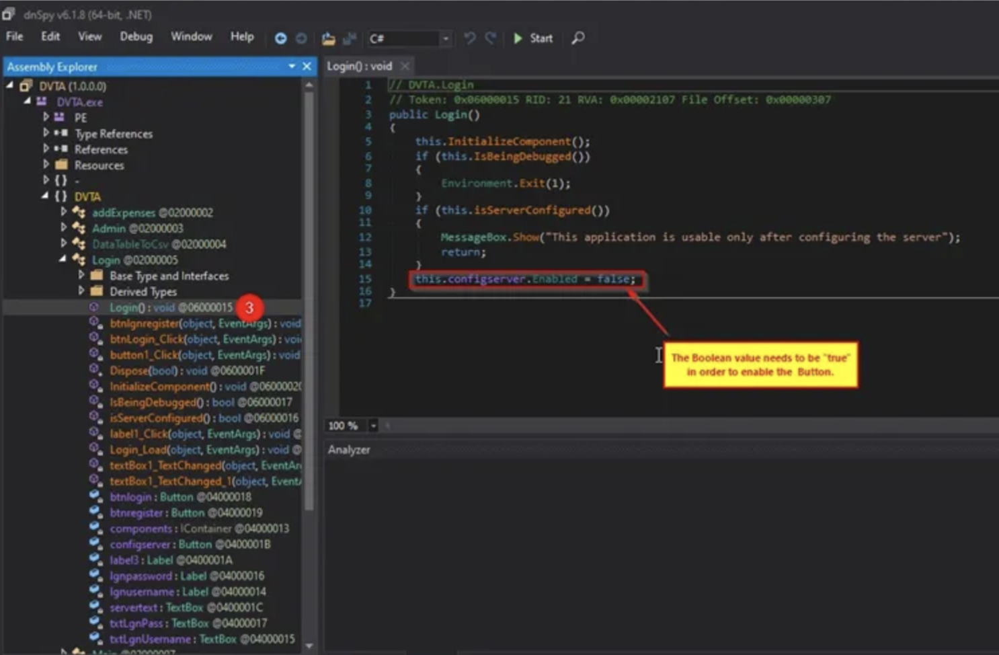 dnSpy v6.1.8 (64-bit, .NET)
File Edit View Debug Window Help C# Start
Assembly Explorer
DVTA (1.0.0.0)
DVTA.exe
PE
Type References
References
Resources
{ } -
{ } DVTA
addExpenses @02000002
Admin @02000003
DataTableToCsv @02000004
Login @02000005
Base Type and Interfaces
Derived Types
Login() : void @06000015 3
btnlgnregister(object, EventArgs) : void
btnLogin_Click(object, EventArgs) : void
button1_Click(object, EventArgs) : void
Dispose(bool) : void @0600001F
InitializeComponent() : void @0600002
IsBeingDebugged() : bool @06000017
isServerConfigured() : bool @06000016
label1_Click(object, EventArgs) : void @
Login_Load(object, EventArgs) : void @
textBox1_TextChanged(object, EventAr
textBox1_TextChanged_1(object, Event
btnlogin : Button @04000018
btnregister : Button @04000019
components : IContainer @04000013
configserver : Button @0400001B
label3 : Label @0400001A
lgnpassword : Label @04000016
lgnusername : Label @04000014
servertext : TextBox @0400001C
txtLgnPass : TextBox @04000017
txtLgnUsername : TextBox @04000015
Login() : void
1 // DVTA.Login
2 // Token: 0x06000015 RID: 21 RVA: 0x00002107 File Offset: 0x00000307
3 public Login()
4 {
5 this.InitializeComponent();
6 if (this.IsBeingDebugged())
7 {
8 Environment.Exit(1);
9 }
10 if (this.isServerConfigured())
11 {
12 MessageBox.Show("This application is usable only after configuring the server");
13 return;
14 }
15 this.configserver.Enabled = false;
16 }
17
The Boolean value needs to be "true"
in order to enable the Button.
100 %
Analyzer